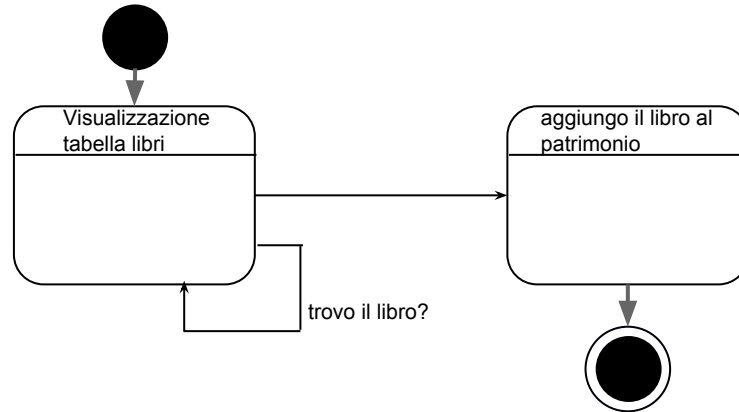 Visualizzazione
tabella libri
aggiungo il libro al
patrimonio
trovo il libro?